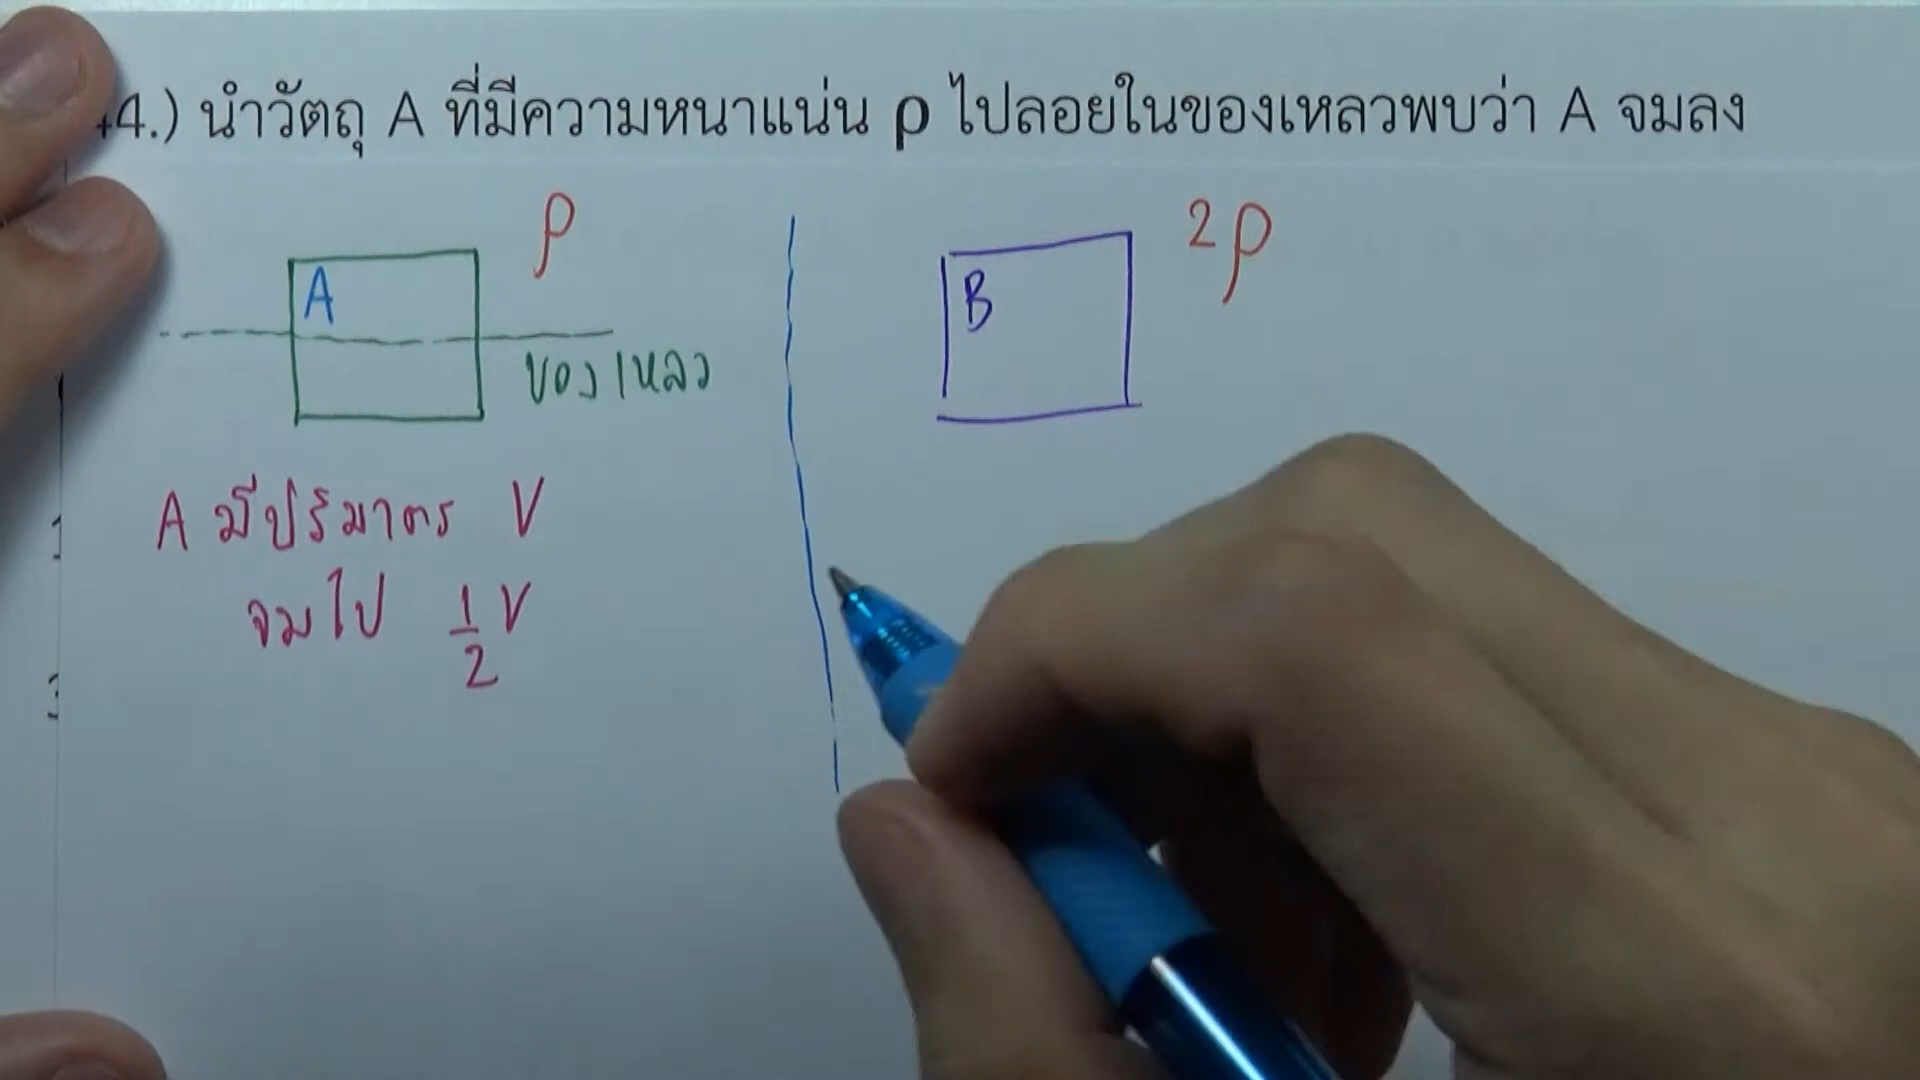 4.) นำวัตถุ A ที่มีความหนาแน่น ρ ไปลอยในของเหลวพบว่า A จมลง
ρ
A
ของเหลว
A มีปริมาตร V
จมไป 1/2 V
2ρ
B